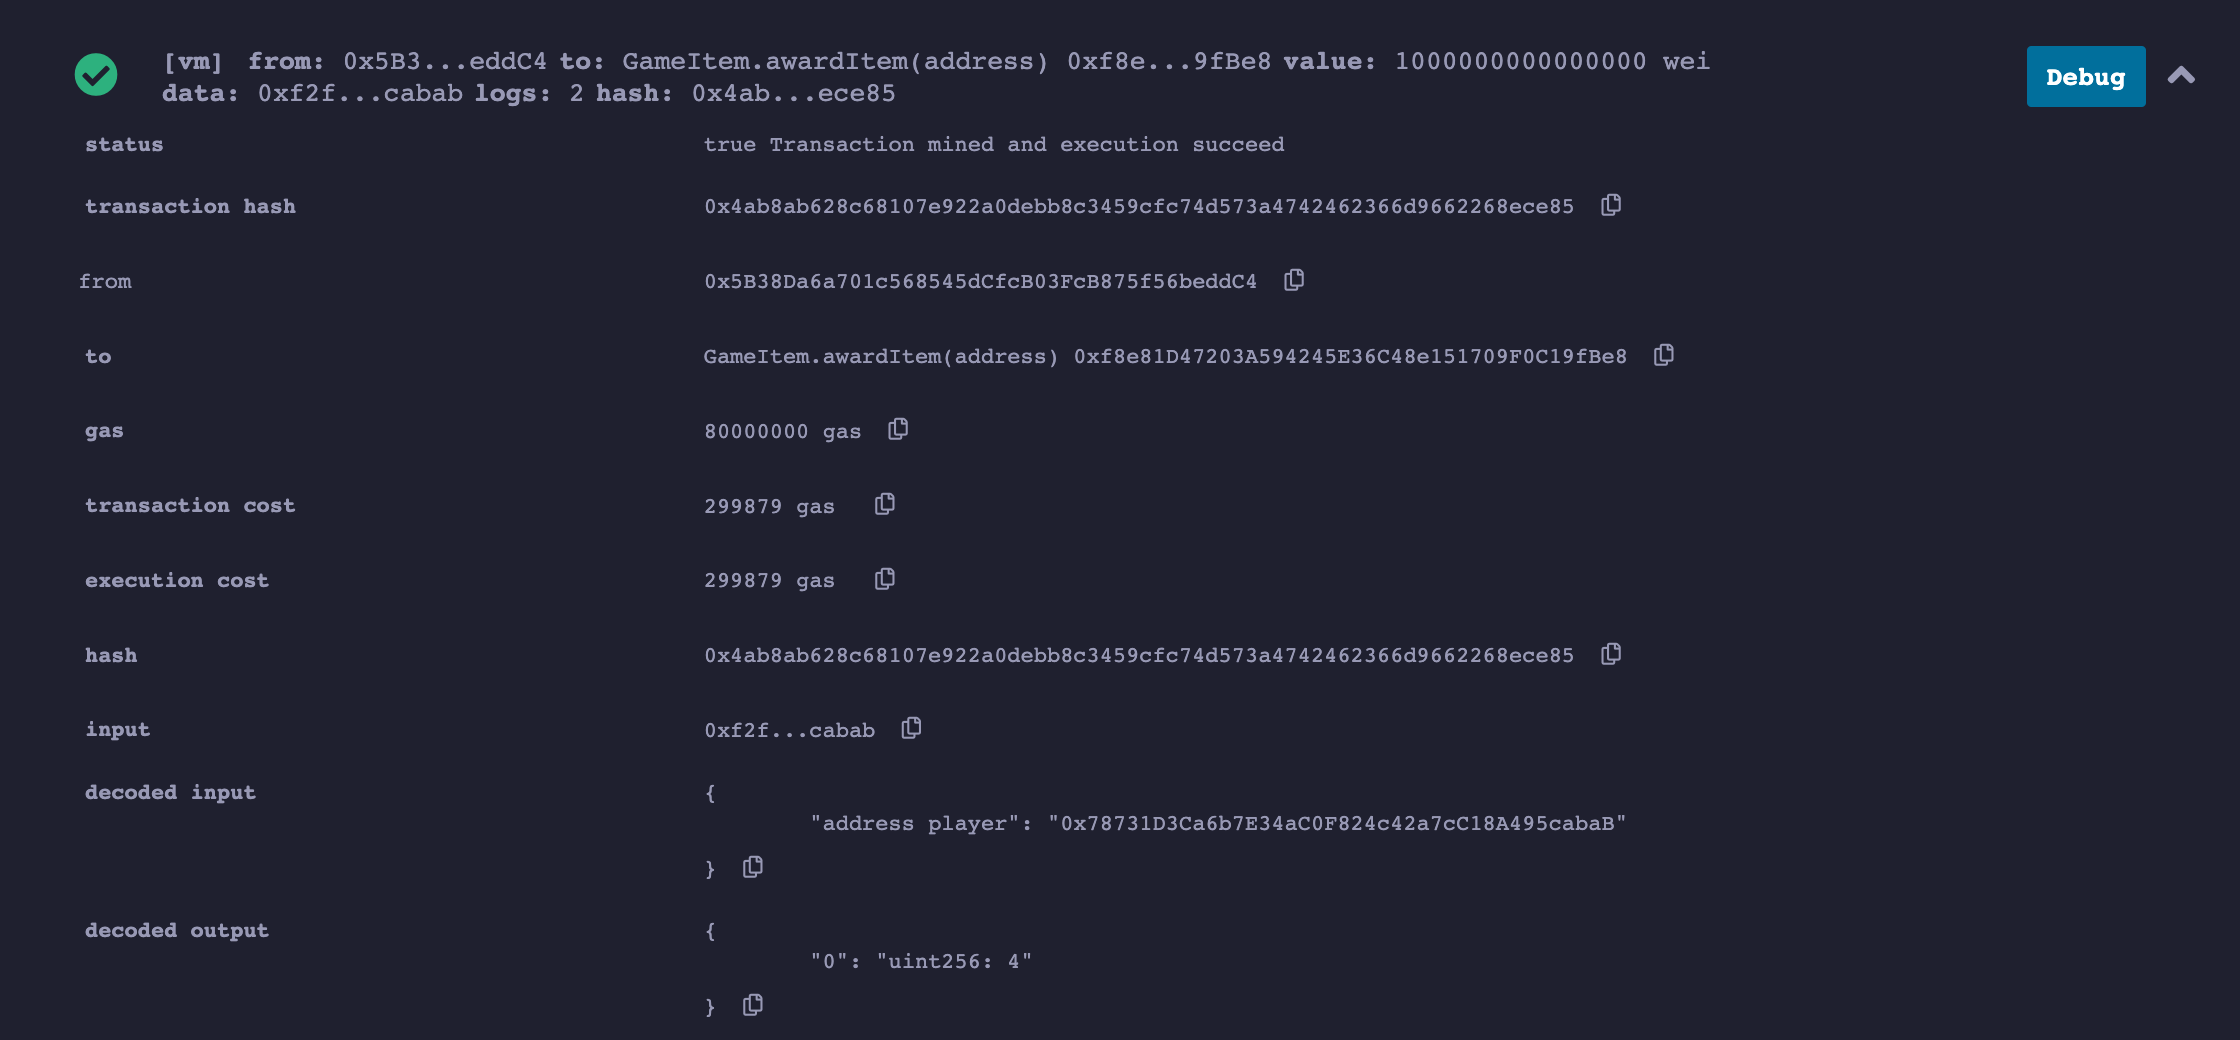 [vm] from: 0x5B3...eddC4 to: GameItem.awardItem(address) 0xf8e...9fBe8 value: 1000000000000000 wei
data: 0xf2f...cabab logs: 2 hash: 0x4ab...ece85
Debug
status true Transaction mined and execution succeed
transaction hash 0x4ab8ab628c68107e922a0debb8c3459cfc74d573a4742462366d9662268ece85
from 0x5B38Da6a701c568545dCfcB03FcB875f56beddC4
to GameItem.awardItem(address) 0xf8e81D47203A594245E36C48e151709F0C19fBe8
gas 80000000 gas
transaction cost 299879 gas
execution cost 299879 gas
hash 0x4ab8ab628c68107e922a0debb8c3459cfc74d573a4742462366d9662268ece85
input 0xf2f...cabab
decoded input {
"address player": "0x78731D3Ca6b7E34aC0F824c42a7cC18A495cabaB"
}
decoded output {
"0": "uint256: 4"
}